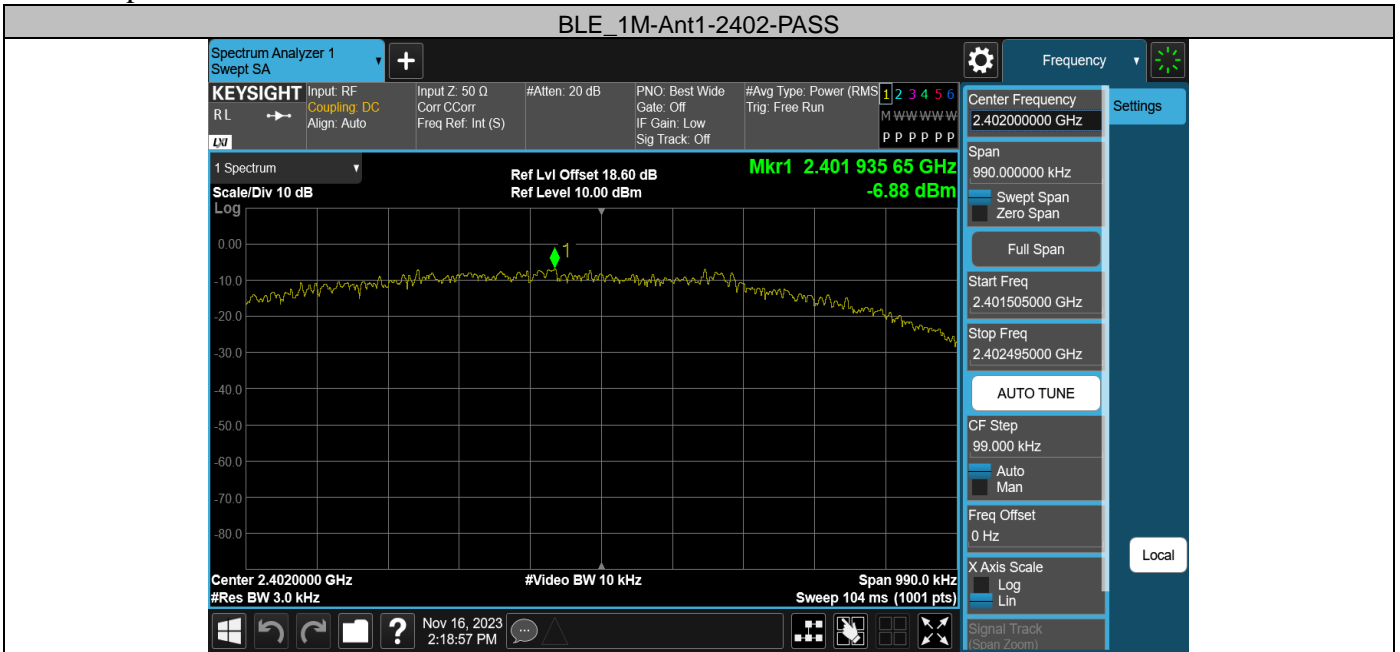 BLE_1M-Ant1-2402-PASS
Spectrum Analyzer 1
Swept SA
+
Frequency
KEYSIGHT
RL
LXI
Input: RF
Coupling: DC
Align: Auto
Input Z: 50 Ω
Corr CCorr
Freq Ref: Int (S)
#Atten: 20 dB
PNO: Best Wide
Gate: Off
IF Gain: Low
Sig Track: Off
#Avg Type: Power (RMS
Trig: Free Run
1 2 3 4 5 6
M W W W W W
P P P P P P
1 Spectrum
Scale/Div 10 dB
Log
Ref Lvl Offset 18.60 dB
Ref Level 10.00 dBm
Mkr1 2.401 935 65 GHz
-6.88 dBm
1
0.00
-10.0
-20.0
-30.0
-40.0
-50.0
-60.0
-70.0
-80.0
Center 2.4020000 GHz
#Res BW 3.0 kHz
#Video BW 10 kHz
Span 990.0 kHz
Sweep 104 ms (1001 pts)
Nov 16, 2023
2:18:57 PM
?
Center Frequency
2.402000000 GHz
Settings
Span
990.000000 kHz
Swept Span
Zero Span
Full Span
Start Freq
2.401505000 GHz
Stop Freq
2.402495000 GHz
AUTO TUNE
CF Step
99.000 kHz
Auto
Man
Freq Offset
0 Hz
Local
X Axis Scale
Log
Lin
Signal Track
(Span Zoom)